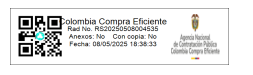 Colombia Compra Eficiente
Rad No. RS20250508004535
Anexos: No    Con copia: No
Fecha: 08/05/2025 18:38:33
Agencia Nacional
de Contratación Pública
Colombia Compra Eficiente